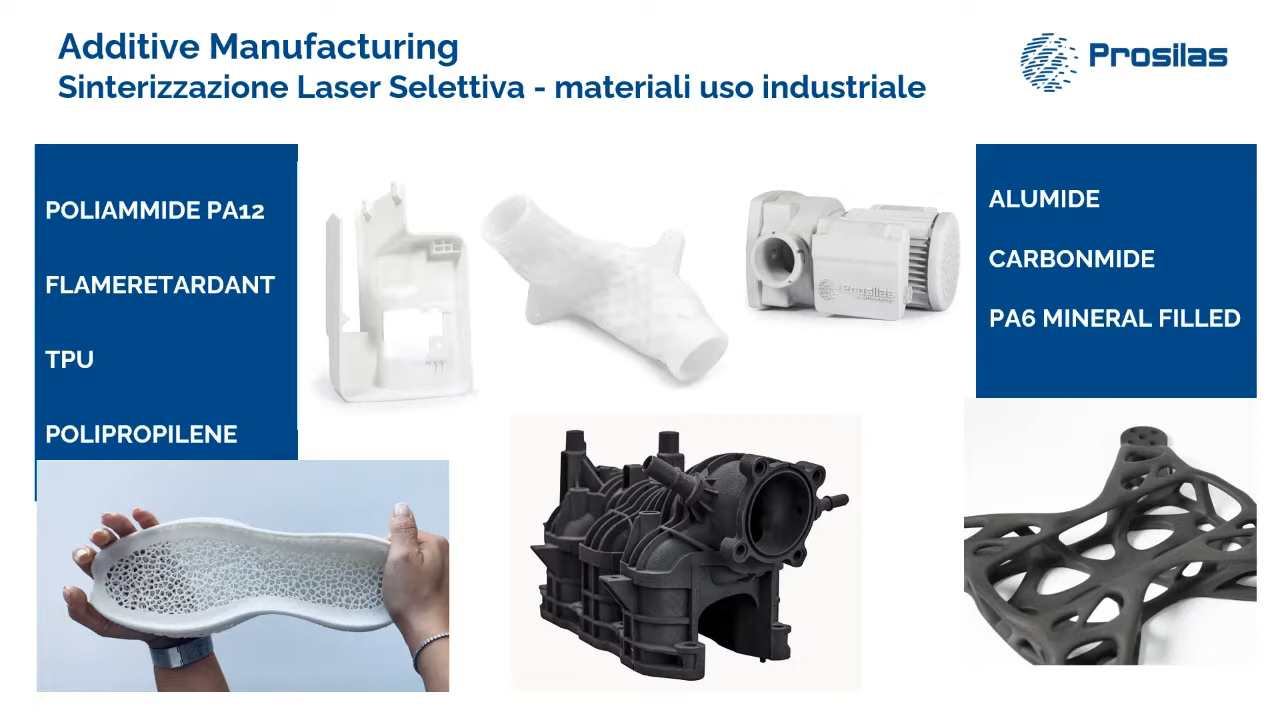 Additive Manufacturing
Sinterizzazione Laser Selettiva - materiali uso industriale
Prosilas
POLIAMMIDE PA12
FLAMERETARDANT
TPU
POLIPROPILENE
Prosilas
ALUMIDE
CARBONMIDE
PA6 MINERAL FILLED